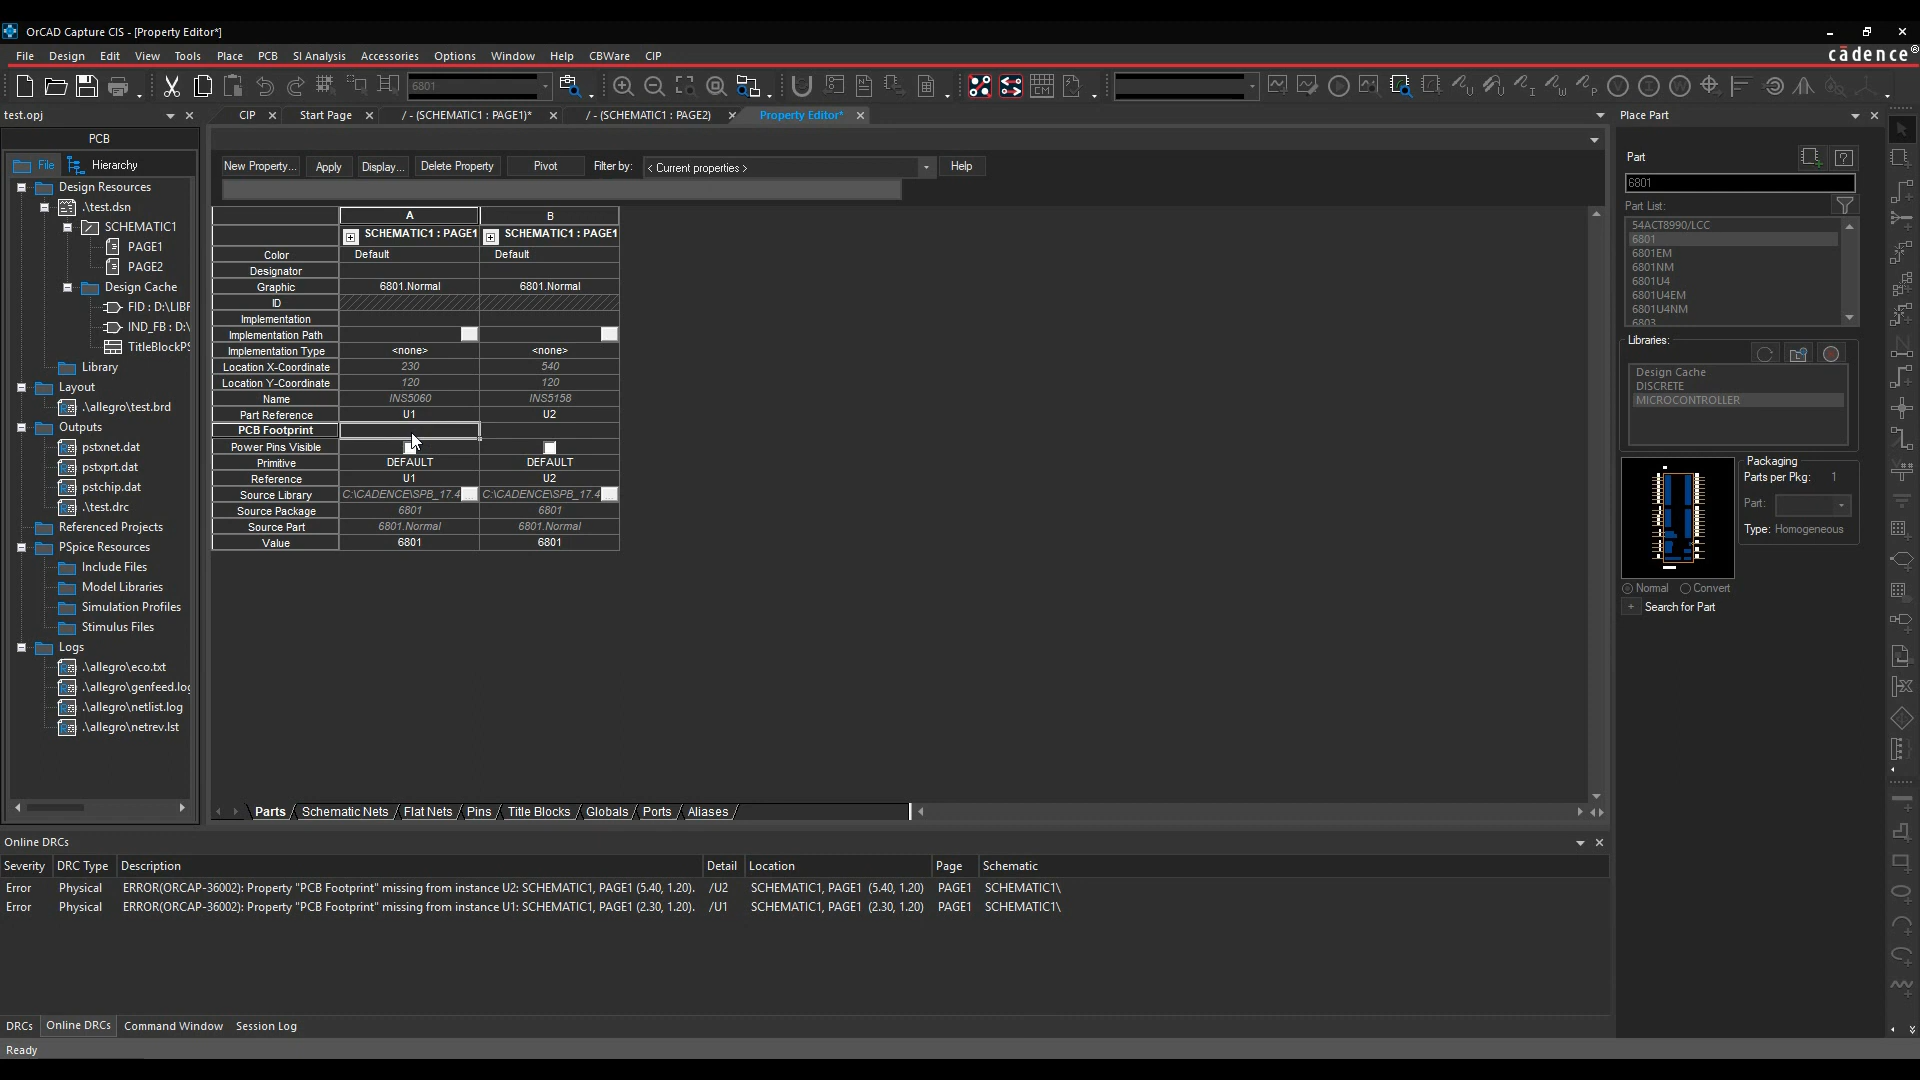 OrCAD Capture CIS - [Property Editor*]
File Design Edit View Tools Place PCB SI Analysis Accessories Options Window Help CBWare CIP
cādence®
6801
test.opj
CIP
Start Page
/ - (SCHEMATIC1 : PAGE1)*
/ - (SCHEMATIC1 : PAGE2)
Property Editor*
Place Part
PCB
File
Hierarchy
Design Resources
.\test.dsn
SCHEMATIC1
PAGE1
PAGE2
Design Cache
FID : D:\LIBF
IND_FB : D:\
TitleBlockPS
Library
Layout
.\allegro\test.brd
Outputs
pstxnet.dat
pstxprt.dat
pstchip.dat
.\test.drc
Referenced Projects
PSpice Resources
Include Files
Model Libraries
Simulation Profiles
Stimulus Files
Logs
.\allegro\eco.txt
.\allegro\genfeed.log
.\allegro\netlist.log
.\allegro\netrev.lst
New Property... Apply Display... Delete Property Pivot Filter by: < Current properties > Help
A B
SCHEMATIC1 : PAGE1 SCHEMATIC1 : PAGE1
Color Default Default
Designator
Graphic 6801.Normal 6801.Normal
ID
Implementation
Implementation Path
Implementation Type <none> <none>
Location X-Coordinate 230 540
Location Y-Coordinate 120 120
Name INS5060 INS5158
Part Reference U1 U2
PCB Footprint
Power Pins Visible
Primitive DEFAULT DEFAULT
Reference U1 U2
Source Library C:\CADENCE\SPB_17.4 C:\CADENCE\SPB_17.4
Source Package 6801 6801
Source Part 6801.Normal 6801.Normal
Value 6801 6801
Parts Schematic Nets Flat Nets Pins Title Blocks Globals Ports Aliases
Part
6801
Part List:
54ACT8990/LCC
6801
6801EM
6801NM
6801U4
6801U4EM
6801U4NM
6803
Libraries:
Design Cache
DISCRETE
MICROCONTROLLER
Packaging
Parts per Pkg: 1
Part:
Type: Homogeneous
Normal Convert
+ Search for Part
Online DRCs
Severity DRC Type Description Detail Location Page Schematic
Error Physical ERROR(ORCAP-36002): Property "PCB Footprint" missing from instance U2: SCHEMATIC1, PAGE1 (5.40, 1.20). /U2 SCHEMATIC1, PAGE1 (5.40, 1.20) PAGE1 SCHEMATIC1\
Error Physical ERROR(ORCAP-36002): Property "PCB Footprint" missing from instance U1: SCHEMATIC1, PAGE1 (2.30, 1.20). /U1 SCHEMATIC1, PAGE1 (2.30, 1.20) PAGE1 SCHEMATIC1\
DRCs Online DRCs Command Window Session Log
Ready